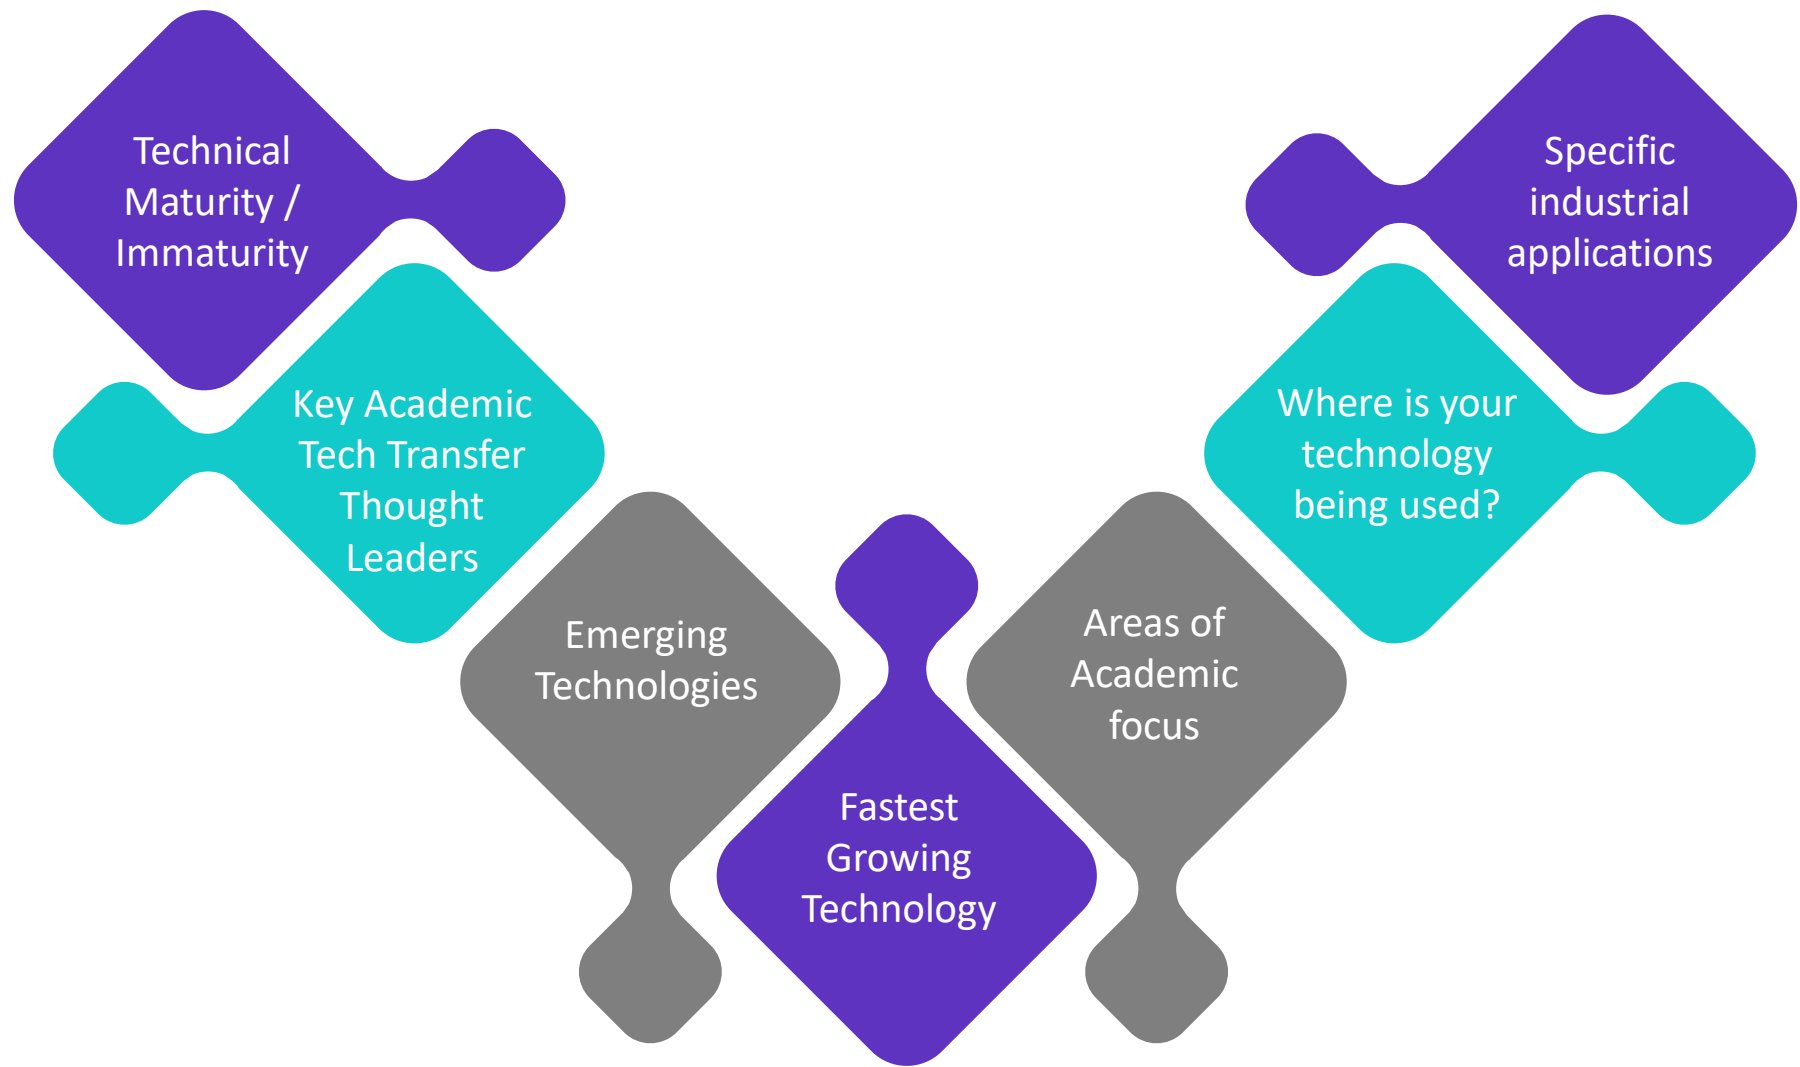 Technical
Maturity /
Immaturity
Key Academic
Tech Transfer
Thought
Leaders
Emerging
Technologies
Fastest
Growing
Technology
Areas of
Academic
focus
Where is your
technology
being used?
Specific
industrial
applications